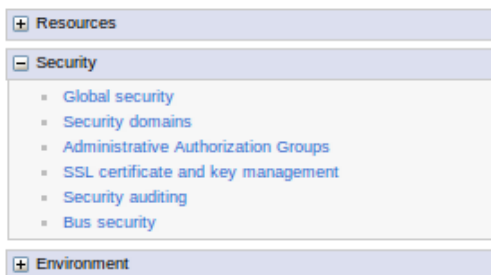 Resources
Security
Global security
Security domains
Administrative Authorization Groups
SSL certificate and key management
Security auditing
Bus security
Environment